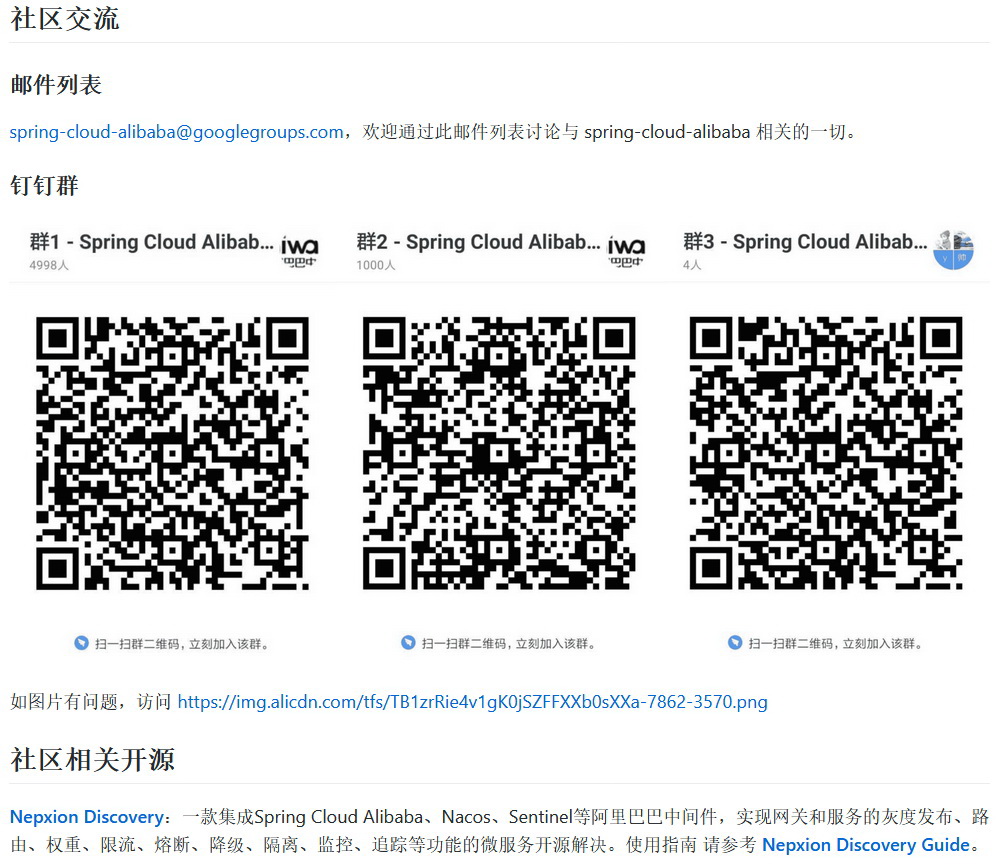 社区交流
邮件列表
spring-cloud-alibaba@googlegroups.com，欢迎通过此邮件列表讨论与 spring-cloud-alibaba 相关的一切。
钉钉群
群1 - Spring Cloud Alibab...
4998人
iwa
巴巴中
群2 - Spring Cloud Alibab...
1000人
iwa
巴巴中
群3 - Spring Cloud Alibab...
4人
扫一扫群二维码，立刻加入该群。
扫一扫群二维码，立刻加入该群。
扫一扫群二维码，立刻加入该群。
如图片有问题，访问 https://img.alicdn.com/tfs/TB1zrRie4v1gK0jSZFFXXb0sXXa-7862-3570.png
社区相关开源
Nepxion Discovery：一款集成Spring Cloud Alibaba、Nacos、Sentinel等阿里巴巴中间件，实现网关和服务的灰度发布、路
由、权重、限流、熔断、降级、隔离、监控、追踪等功能的微服务开源解决。使用指南 请参考 Nepxion Discovery Guide。